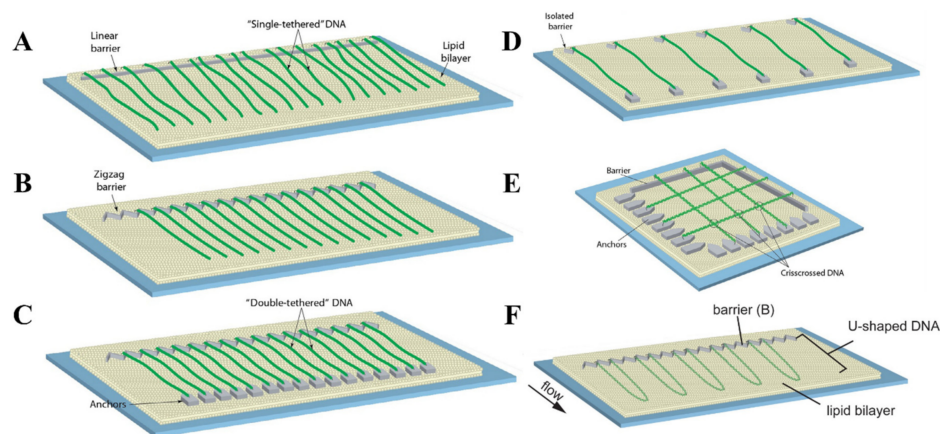 A
Linear
barrier
"Single-tethered" DNA
Lipid
bilayer
B
Zigzag
barrier
C
"Double-tethered" DNA
Anchors
D
Isolated
barrier
E
Barrier
Anchors
Crisscrossed DNA
F
barrier (B)
U-shaped DNA
flow
lipid bilayer